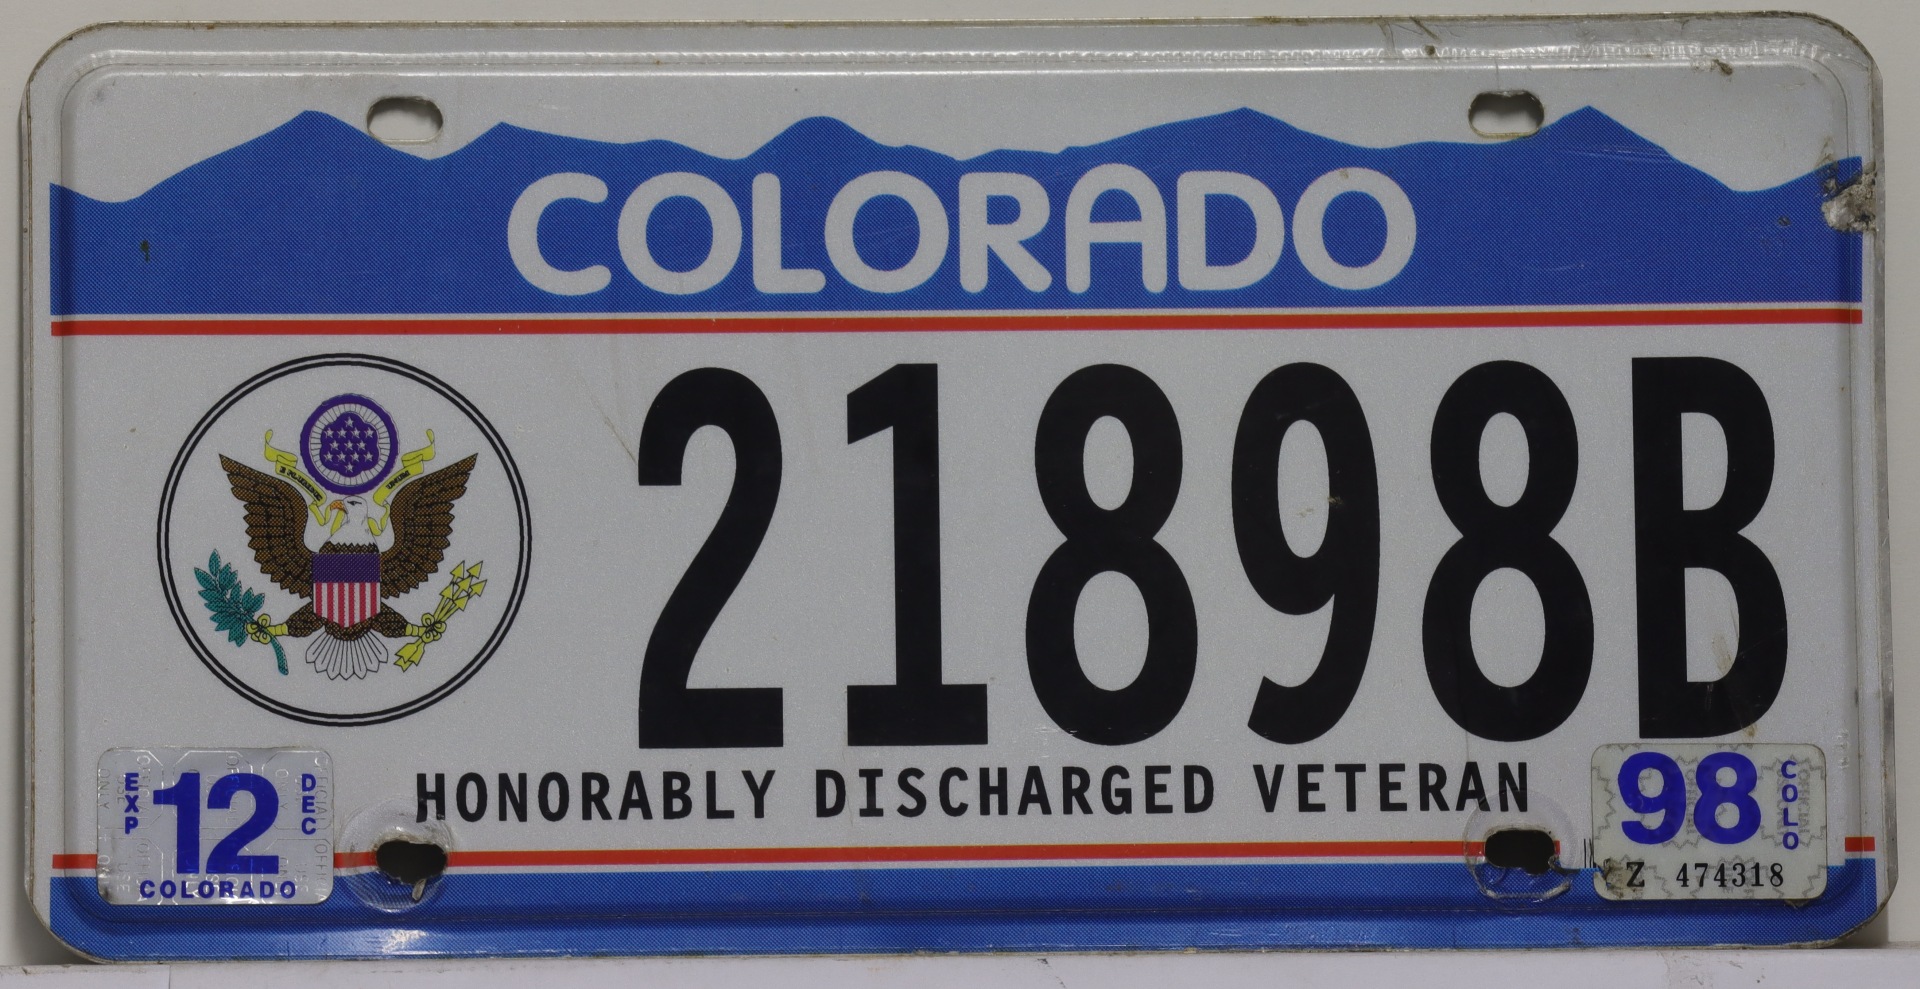 COLORADO
21898B
HONORABLY DISCHARGED VETERAN
EXP 12 DEC
COLORADO
98 COLO
Z 474318